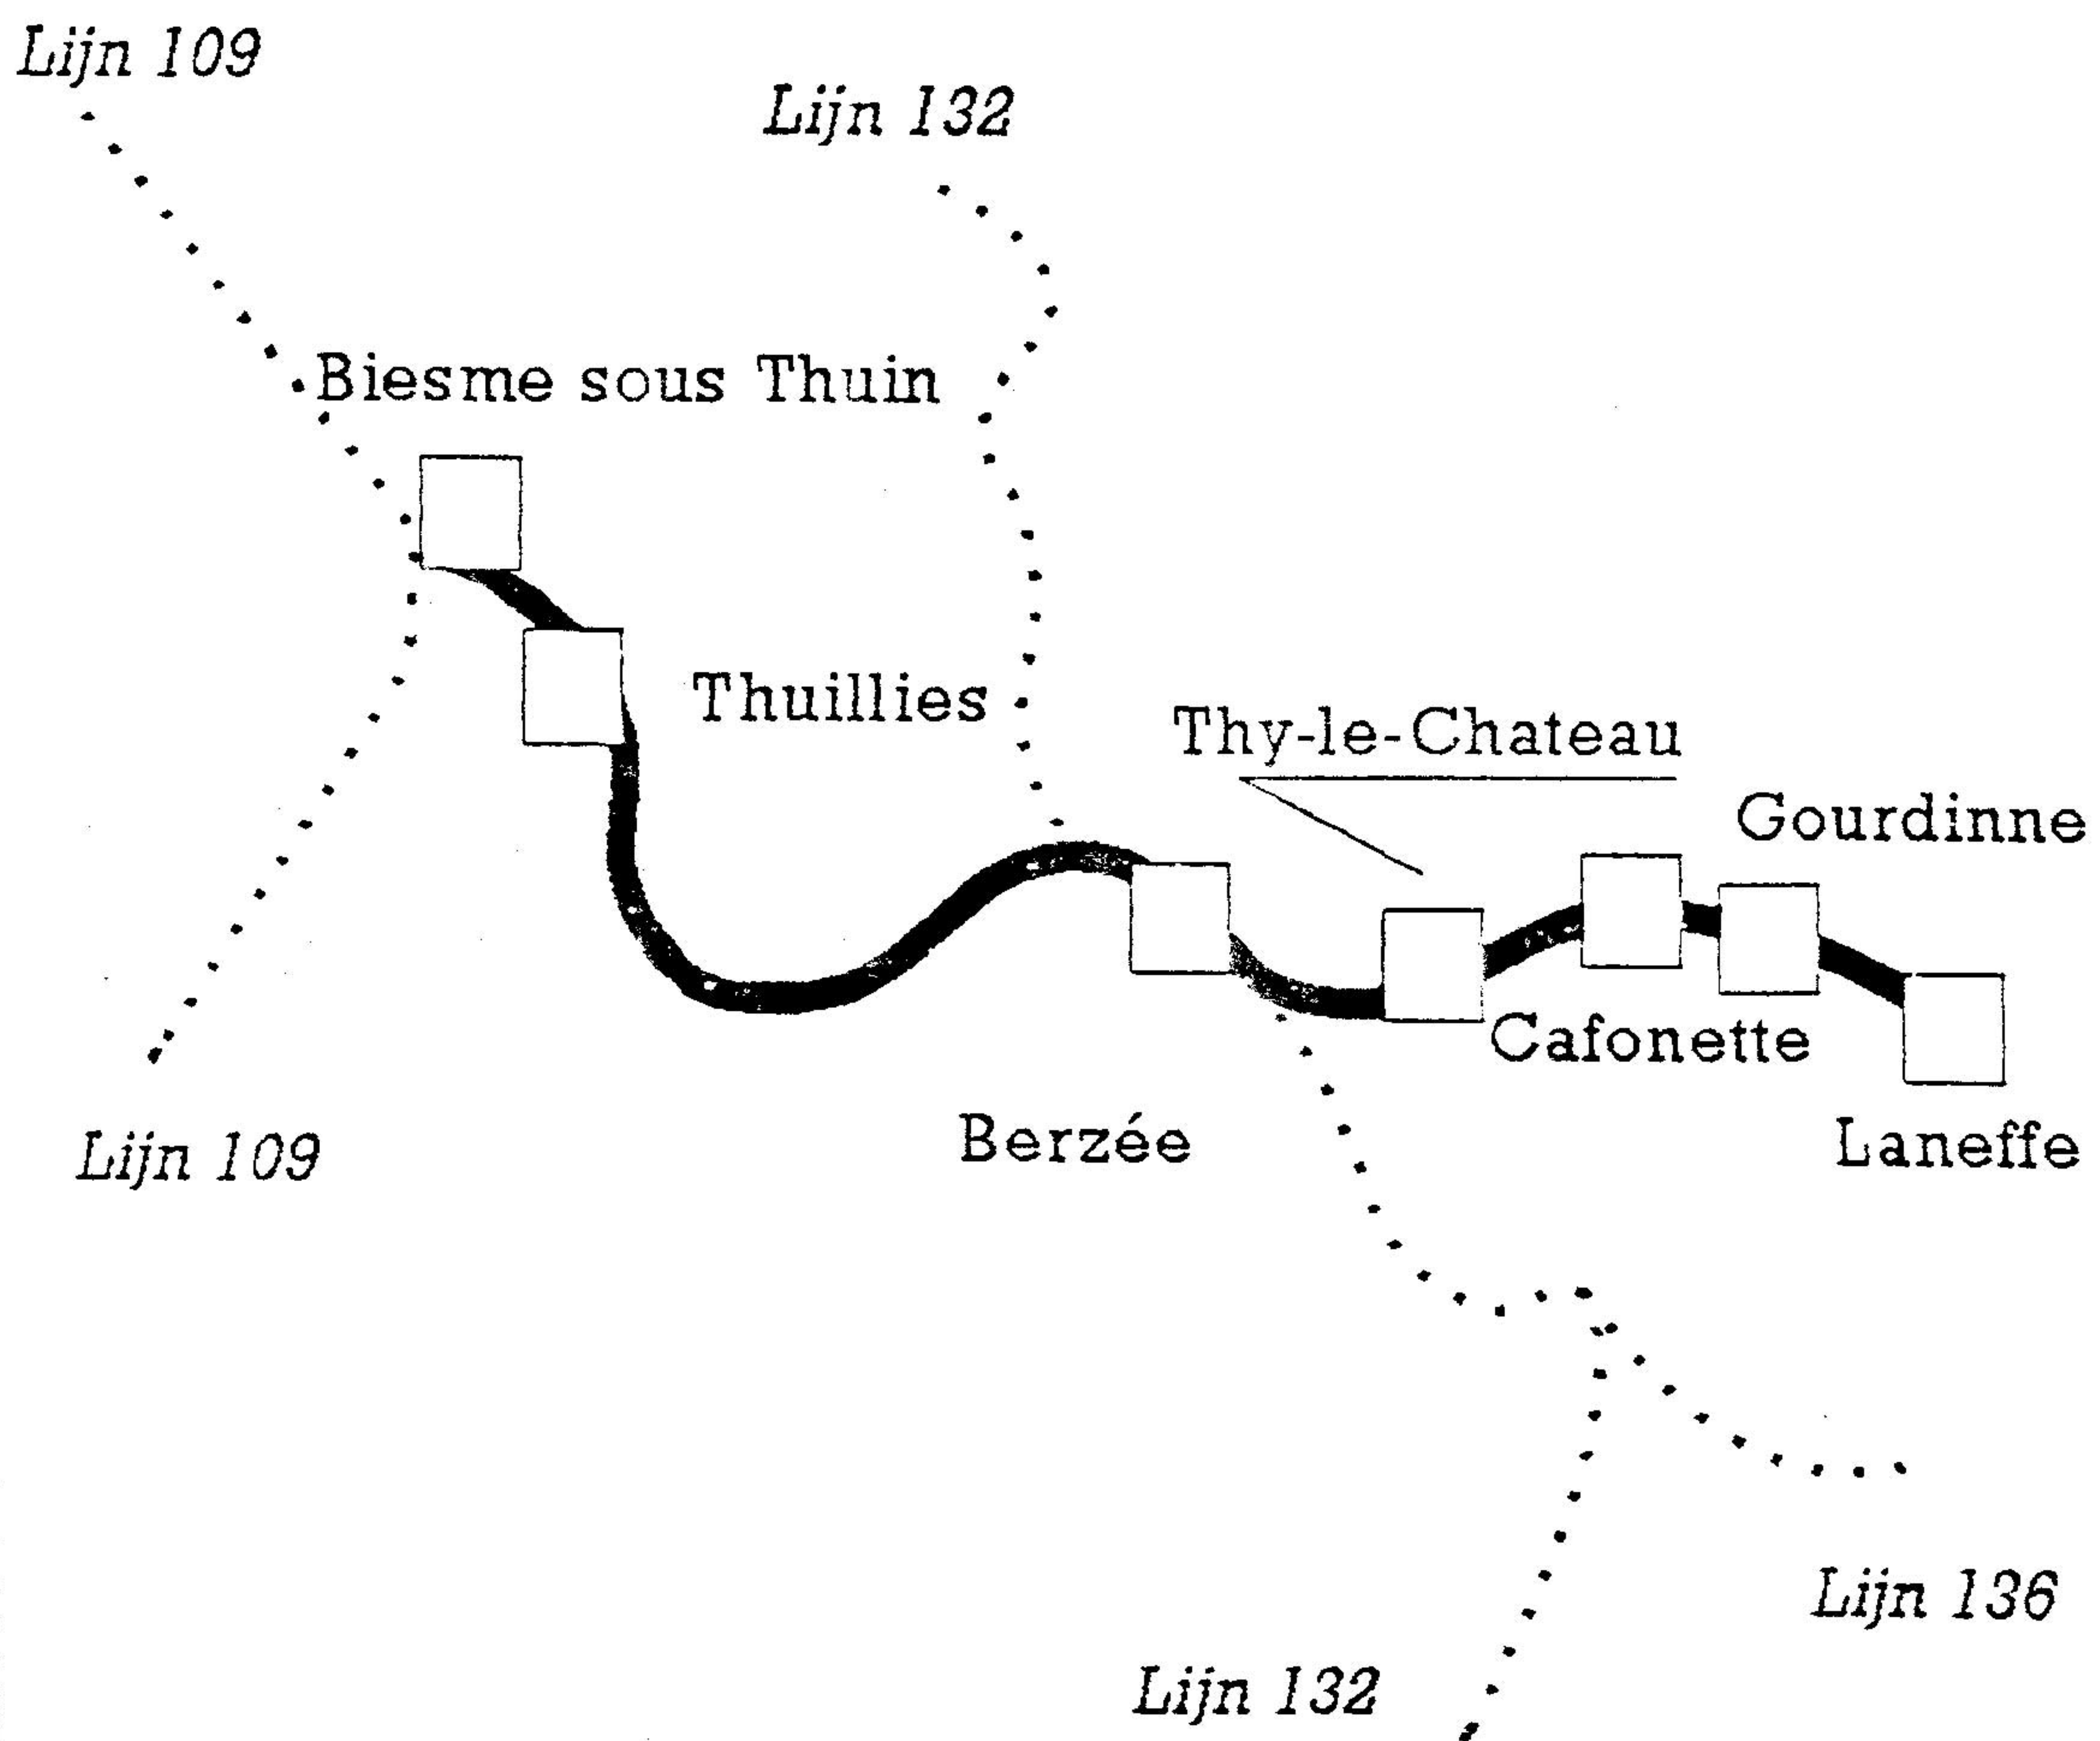 Lijn 109
Lijn 132
Biesme sous Thuin
Thuillies
Thy-le-Chateau
Gourdinne
Cafonette
Berzée
Laneffe
Lijn 109
Lijn 136
Lijn 132